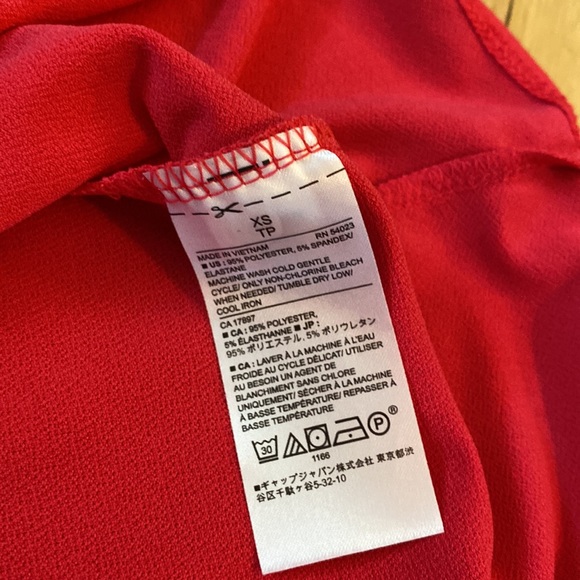 XS
TP
MADE IN VIETNAM RN 54023
■ US: 95% POLYESTER, 5% SPANDEX/
ELASTANE
MACHINE WASH COLD GENTLE
CYCLE/ ONLY NON-CHLORINE BLEACH
WHEN NEEDED/ TUMBLE DRY LOW/
COOL IRON
CA 17897
■ CA: 95% POLYESTER,
5% ÉLASTHANNE ■ JP:
95% ポリエステル, 5% ポリウレタン
■ CA: LAVER À LA MACHINE À L'EAU
FROIDE AU CYCLE DÉLICAT/ UTILISER
AU BESOIN UN AGENT DE
BLANCHIMENT SANS CHLORE
UNIQUEMENT/ SÉCHER À LA MACHINE
À BASSE TEMPÉRATURE/ REPASSER À
BASSE TEMPÉRATURE
30 P®
1166
■ギャップジャパン株式会社 東京都渋
谷区千駄ヶ谷5-32-10